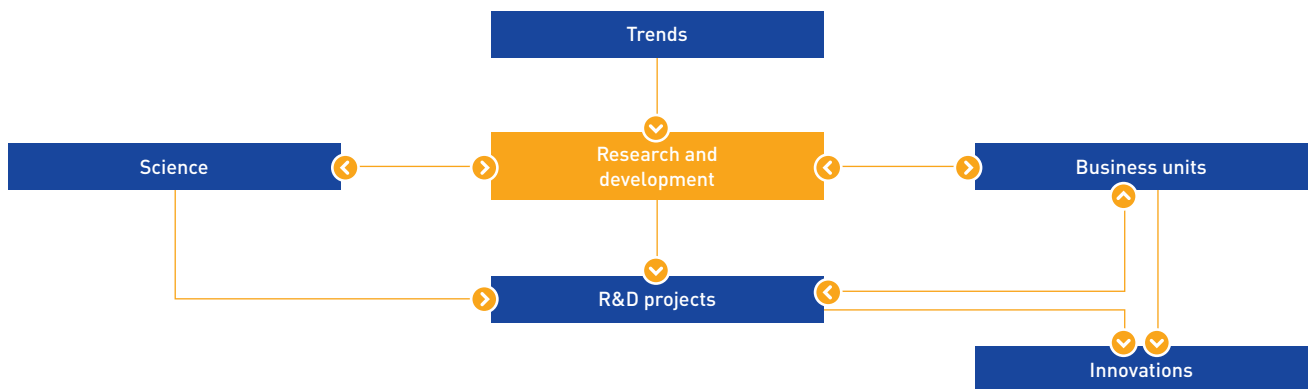 Trends
Science
Research and
development
Business units
R&D projects
Innovations